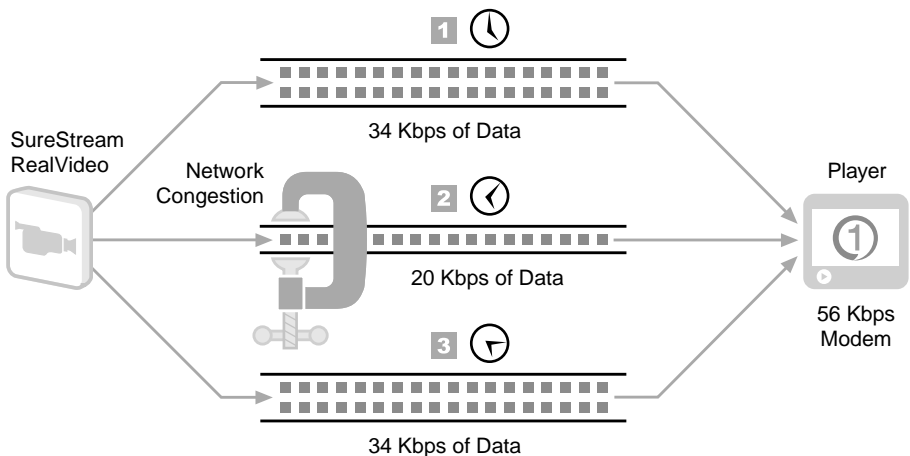 1
34 Kbps of Data
SureStream
RealVideo
Network
Congestion
2
20 Kbps of Data
Player
1
56 Kbps
Modem
3
34 Kbps of Data